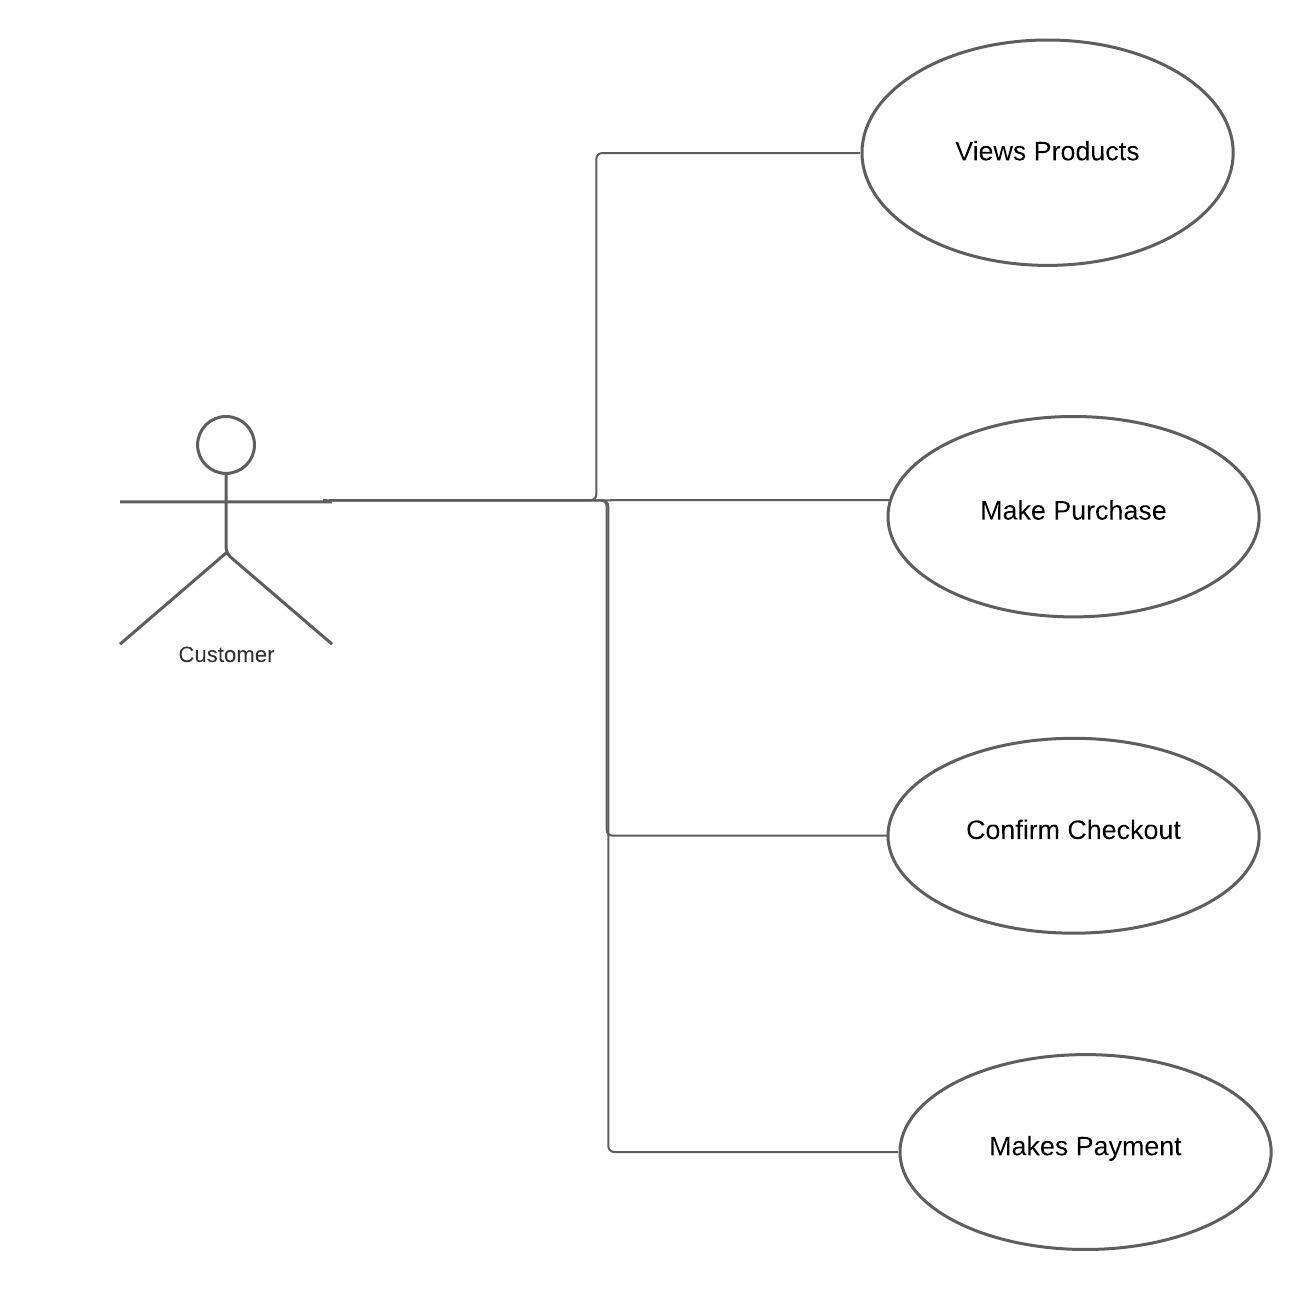 Views Products
Make Purchase
Customer
Confirm Checkout
Makes Payment